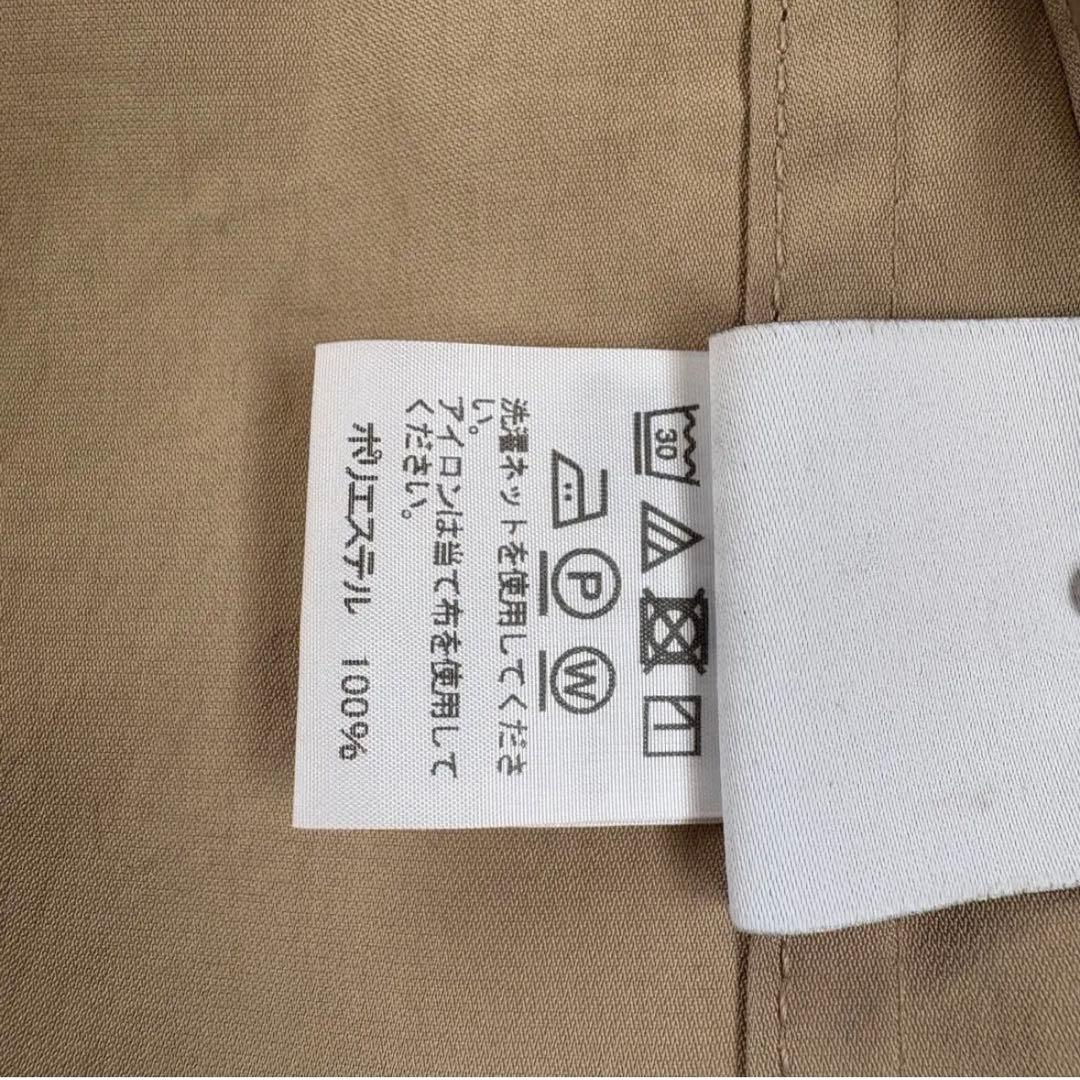 30
P W
洗濯ネットを使用してくださ
い。
アイロンは当て布を使用して
ください。
ポリエステル 100%